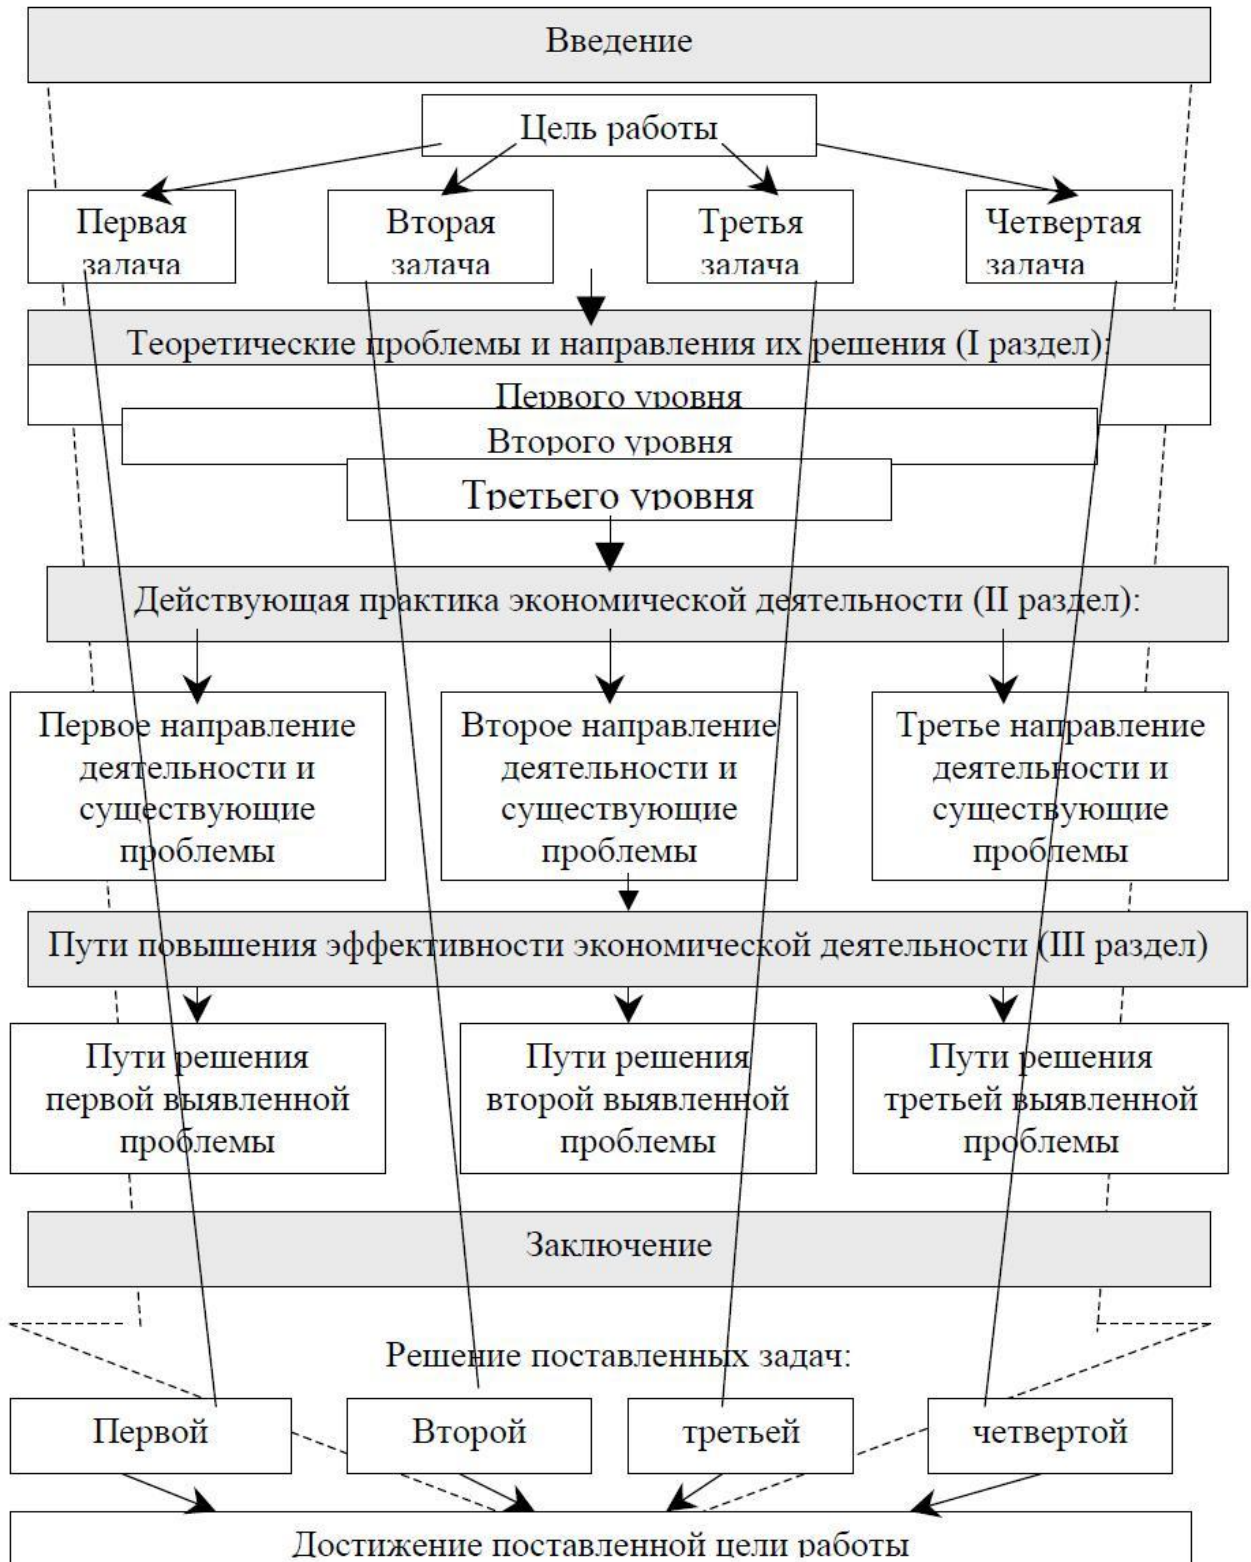 Введение
Цель работы
Первая
задача
Вторая
задача
Третья
задача
Четвертая
задача
Теоретические проблемы и направления их решения (I раздел):
Первого уровня
Второго уровня
Третьего уровня
Действующая практика экономической деятельности (II раздел):
Первое направление
деятельности и
существующие
проблемы
Второе направление
деятельности и
существующие
проблемы
Третье направление
деятельности и
существующие
проблемы
Пути повышения эффективности экономической деятельности (III раздел)
Пути решения
первой выявленной
проблемы
Пути решения
второй выявленной
проблемы
Пути решения
третьей выявленной
проблемы
Заключение
Решение поставленных задач:
Первой
Второй
третьей
четвертой
Достижение поставленной цели работы